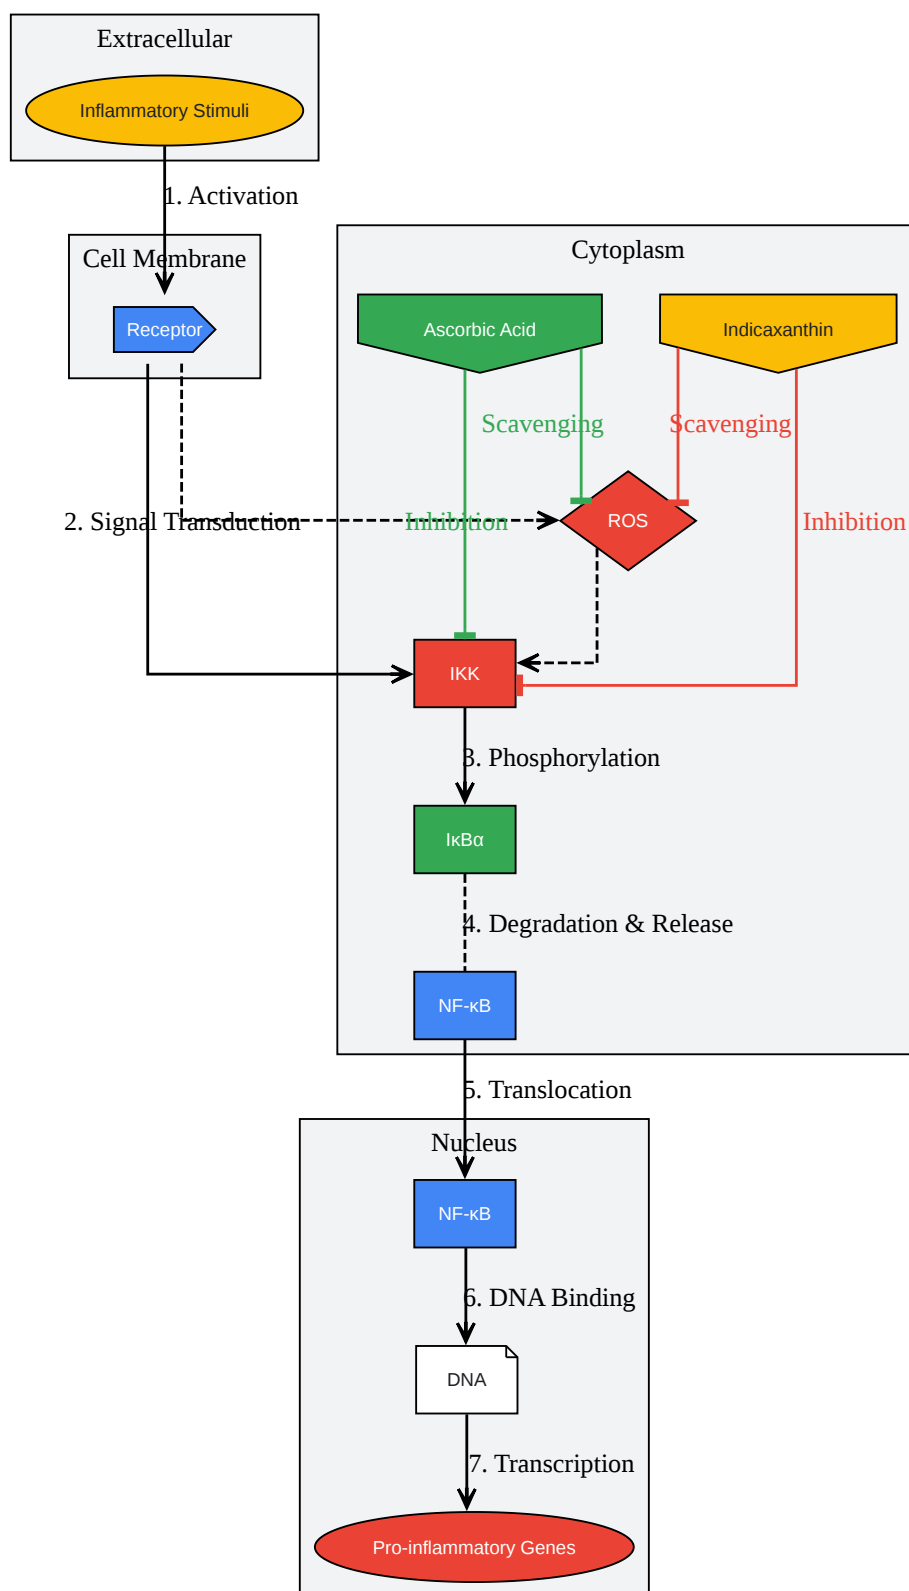 Extracellular
Inflammatory Stimuli
1. Activation
Cell Membrane
Receptor
Cytoplasm
Ascorbic Acid
Indicaxanthin
Scavenging
Scavenging
2. Signal Transduction
Inhibition
ROS
Inhibition
IKK
3. Phosphorylation
IκBα
4. Degradation & Release
NF-κB
5. Translocation
Nucleus
NF-κB
6. DNA Binding
DNA
7. Transcription
Pro-inflammatory Genes